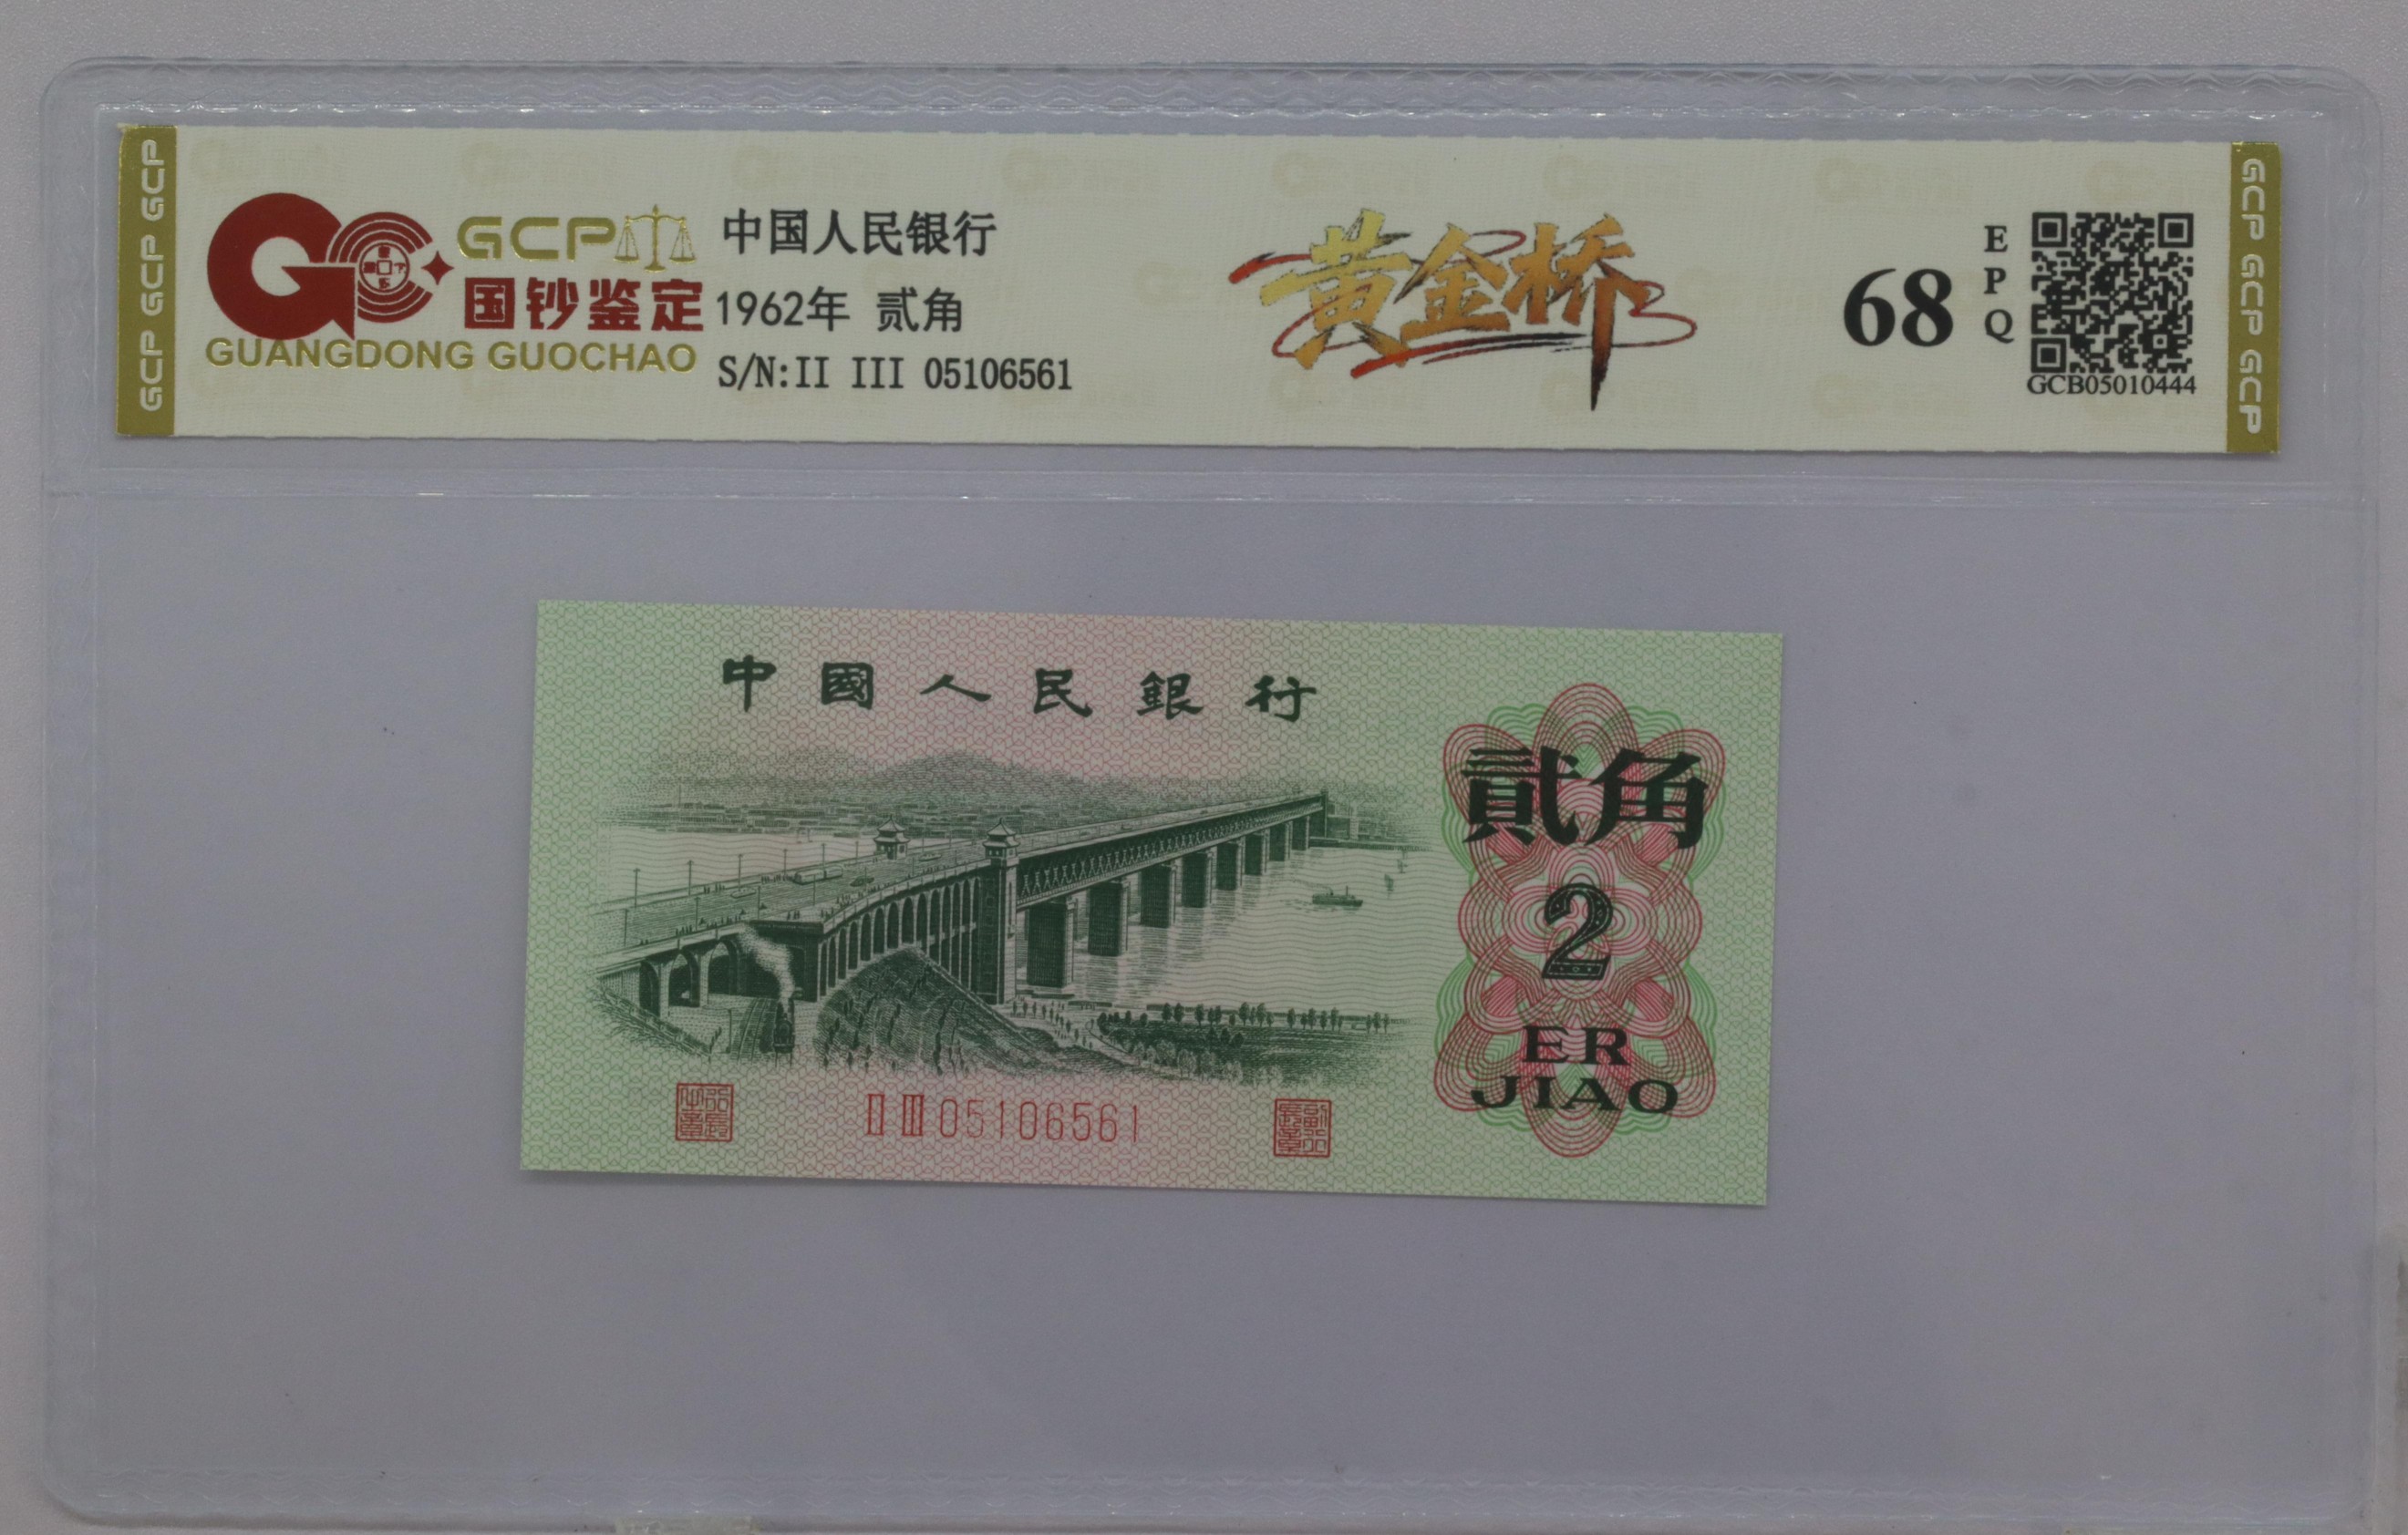 GCP GCP GCP
GCP
国钞鉴定
GUANGDONG GUOCHAO
中国人民银行
1962年 贰角
S/N:II III 05106561
黄金桥
68
EPQ
GCB05010444
GCP GCP GCP
中國人民銀行
貳角
2
ER
JIAO
II III 05106561